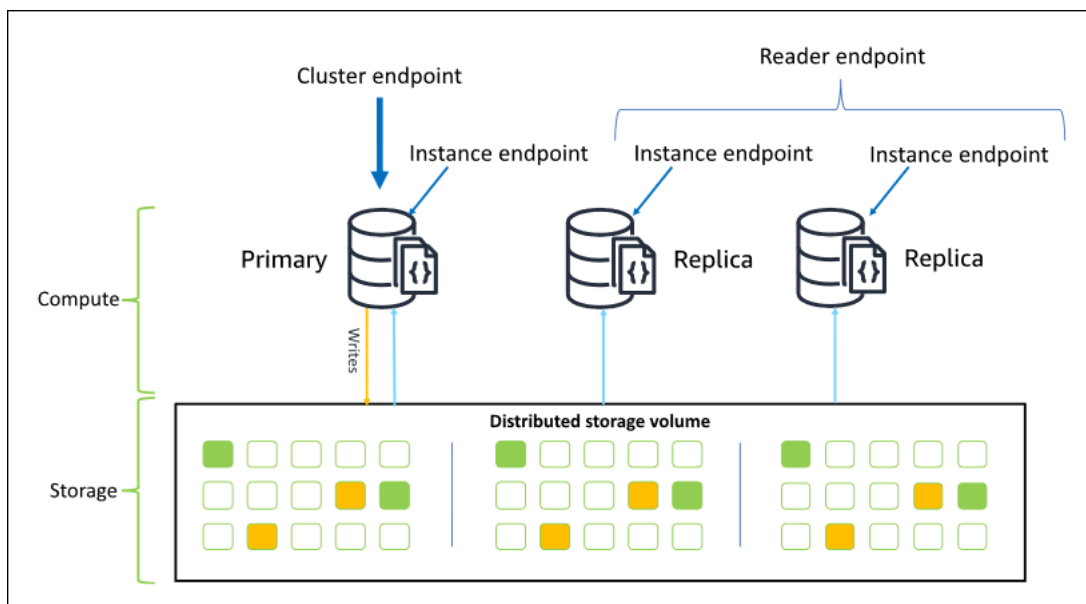 Reader endpoint
Cluster endpoint
Instance endpoint
Instance endpoint
Instance endpoint
Primary
{}
{}
Replica
{}
Replica
Compute
Writes
Distributed storage volume
Storage